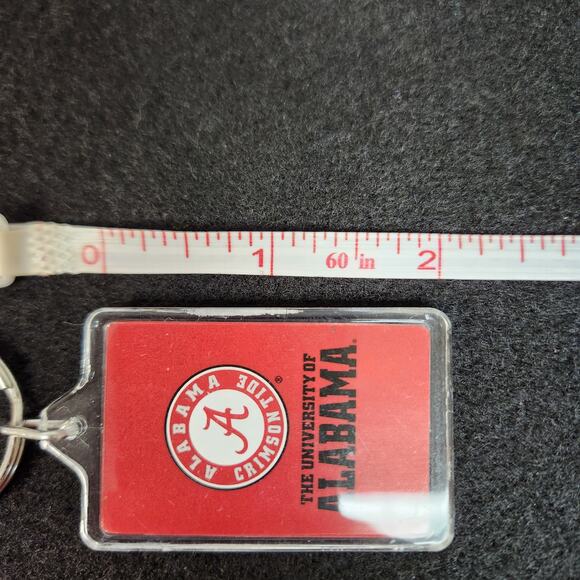 0 1 60 in 2
ALABAMA
A
CRIMSON TIDE
®
THE UNIVERSITY OF
ALABAMA®